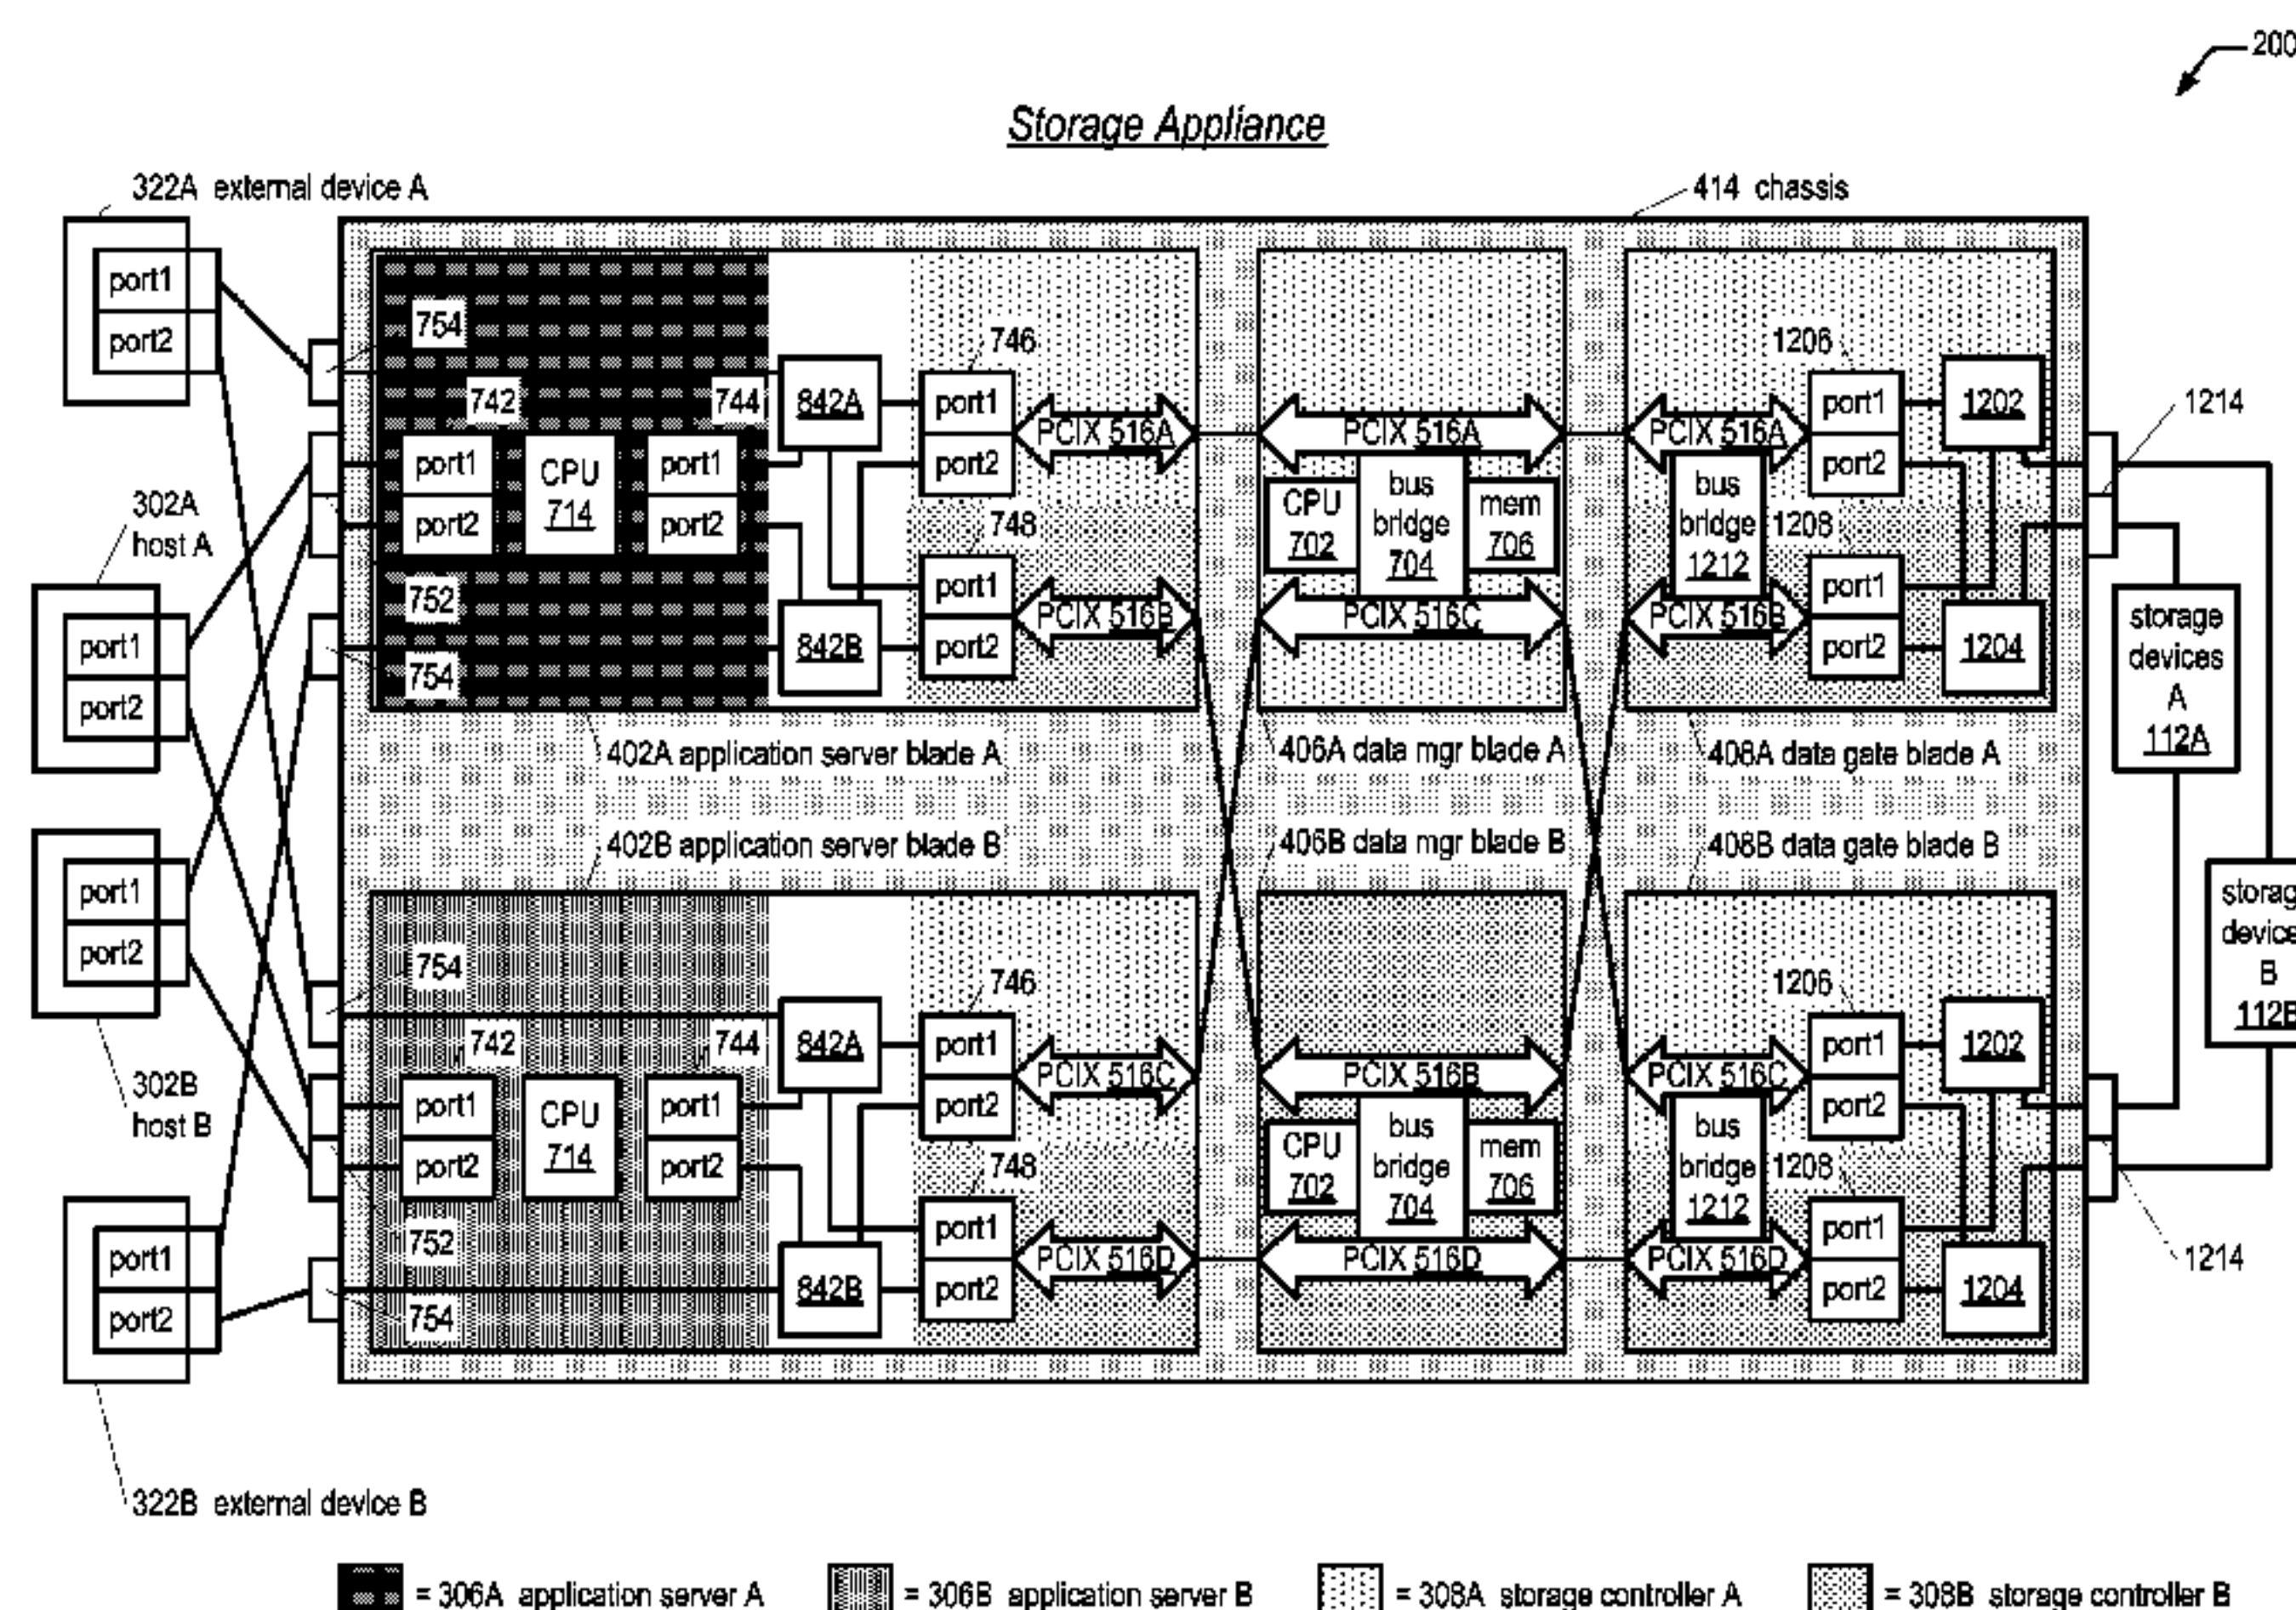 200
Storage Appliance
322A external device A
414 chassis
port1
port2
754
742
744
842A
746
port1
port2
PCIX 516A
PCIX 516A
PCIX 516A
1206
port1
port2
1202
1214
port1
port2
CPU
714
port1
port2
CPU
702
bus
bridge
704
mem
706
bus
bridge
1212
302A
host A
port1
port2
752
754
842B
748
port1
port2
PCIX 516B
PCIX 516C
PCIX 516B
1208
port1
port2
1204
storage
devices
A
112A
402A application server blade A
406A data mgr blade A
408A data gate blade A
402B application server blade B
406B data mgr blade B
408B data gate blade B
port1
port2
302B
host B
754
742
744
842A
746
port1
port2
PCIX 516C
PCIX 516B
PCIX 516C
1206
port1
port2
1202
storag
device
B
112B
port1
port2
CPU
714
port1
port2
CPU
702
bus
bridge
704
mem
706
bus
bridge
1212
port1
port2
752
754
842B
748
port1
port2
PCIX 516D
PCIX 516D
PCIX 516D
1208
port1
port2
1204
1214
322B external device B
= 306A application server A
= 306B application server B
= 308A storage controller A
= 308B storage controller B